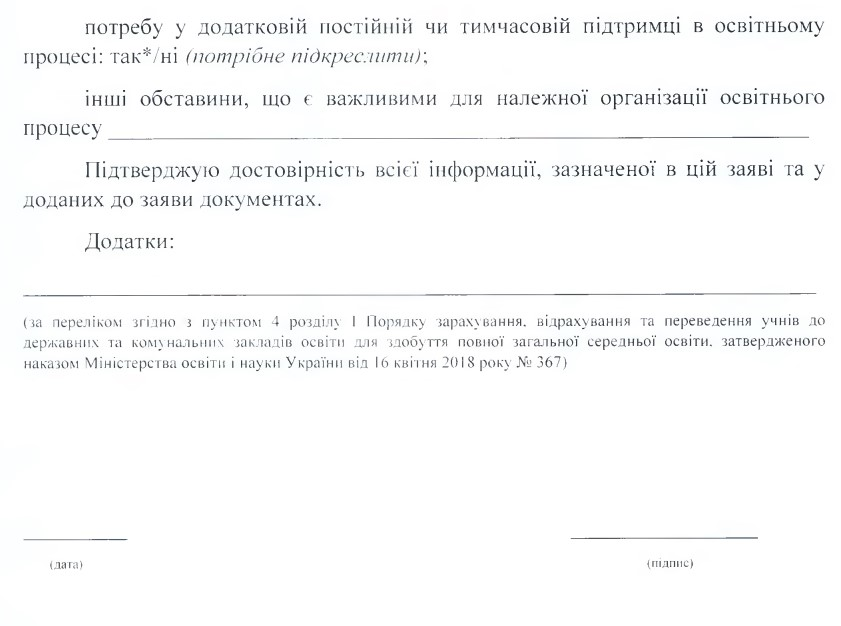 потребу у додатковій постійній чи тимчасовій підтримці в освітньому
процесі: так*/ні (потрібне підкреслити);
інші обставини, що є важливими для належної організації освітнього
процесу
Підтверджую достовірність всієї інформації, зазначеної в цій заяві та у
доданих до заяви документах.
Додатки:
(за переліком згідно з пунктом 4 розділу І Порядку зарахування, відрахування та переведення учнів до
державних та комунальних закладів освіти для здобуття повної загальної середньої освіти, затвердженого
наказом Міністерства освіти і науки України від 16 квітня 2018 року № 367)
(дата) (підпис)